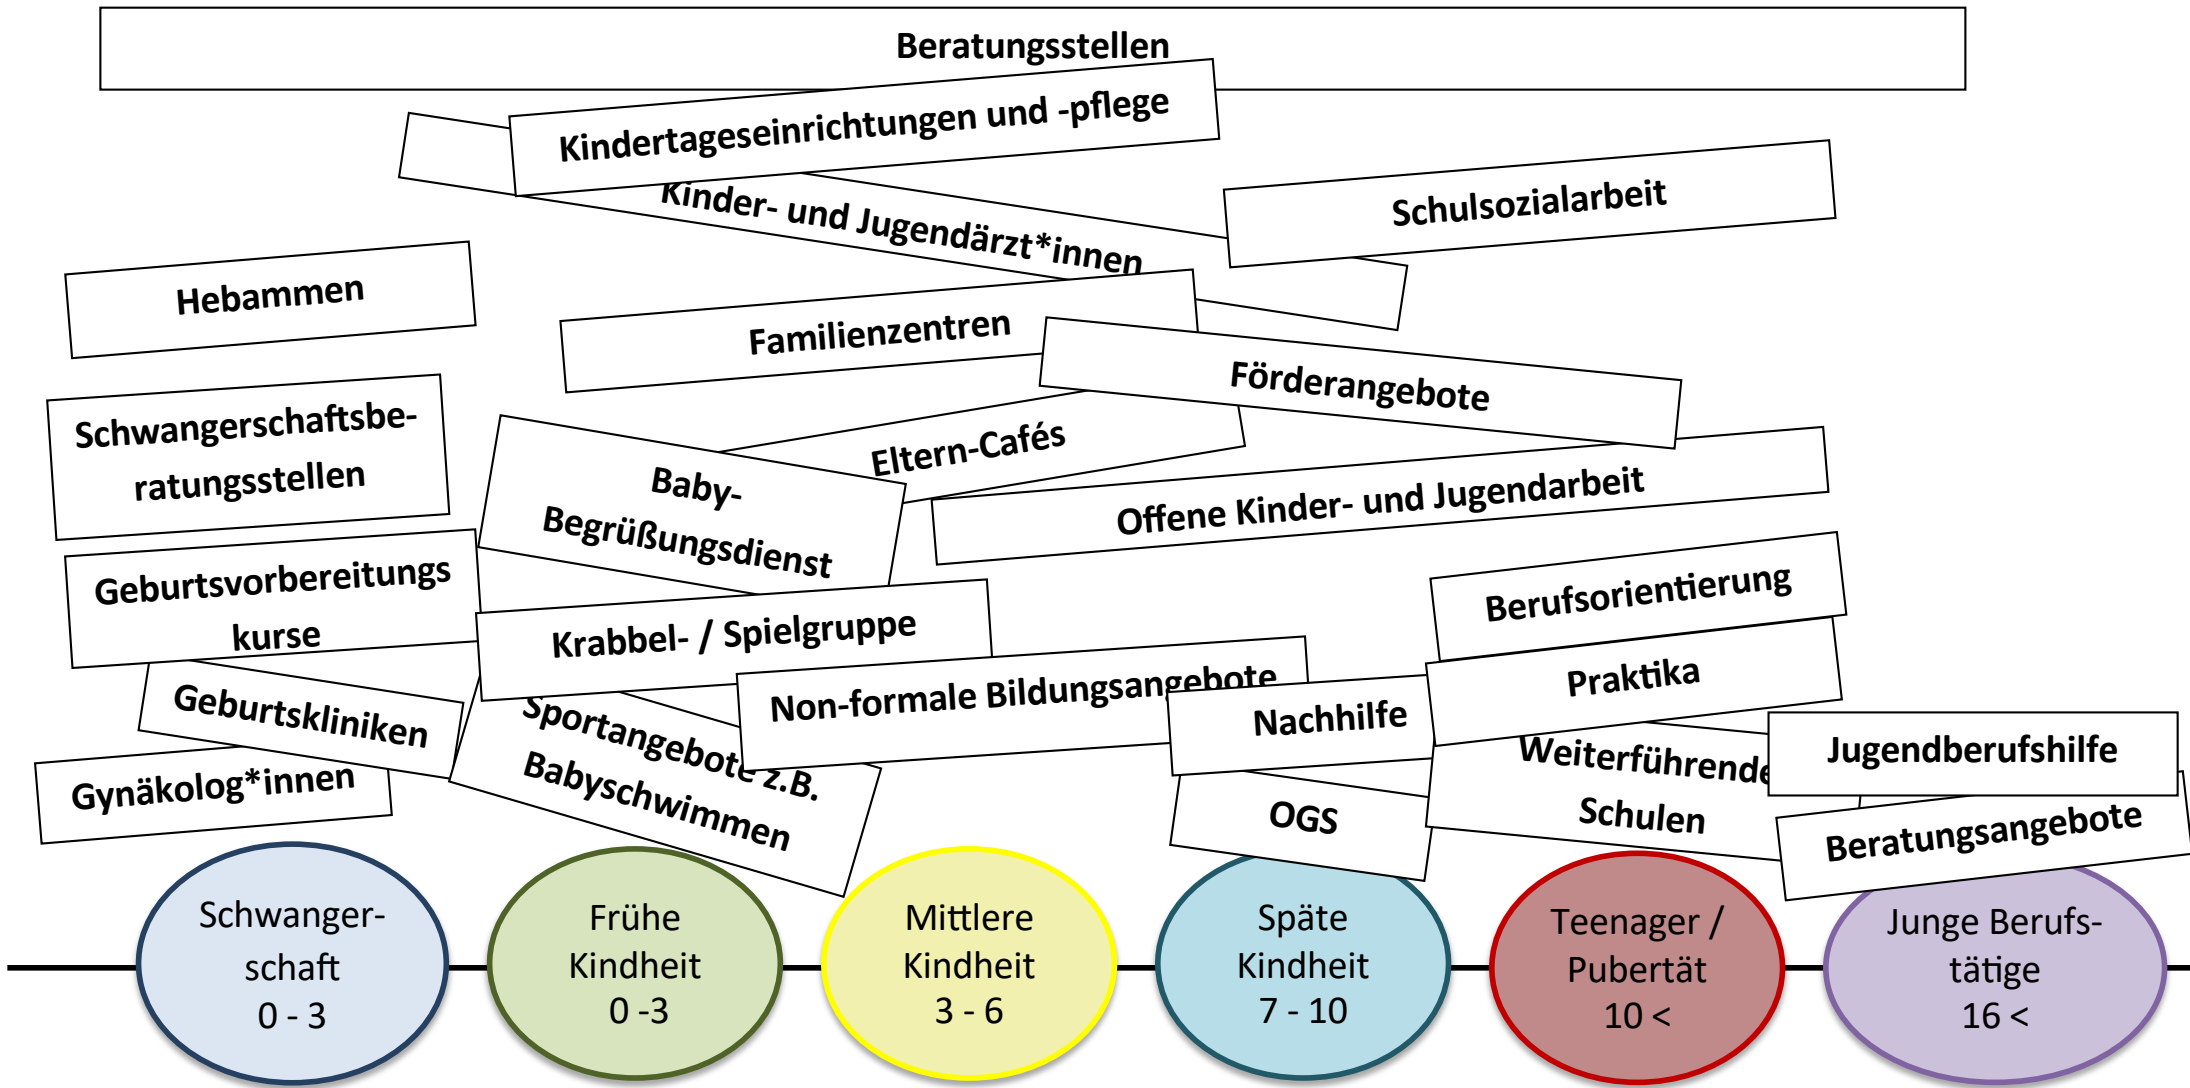 Beratungsstellen
Kindertageseinrichtungen und -pflege
Kinder- und Jugendärzt*innen
Schulsozialarbeit
Hebammen
Familienzentren
Förderangebote
Schwangerschaftsbe-
ratungsstellen
Eltern-Cafés
Baby-
Begrüßungsdienst
Offene Kinder- und Jugendarbeit
Geburtsvorbereitungs
kurse
Berufsorientierung
Krabbel- / Spielgruppe
Praktika
Non-formale Bildungsangebote
Nachhilfe
Geburtskliniken
Sportangebote z.B.
Babyschwimmen
Weiterführende
Schulen
Jugendberufshilfe
Gynäkolog*innen
OGS
Beratungsangebote
Schwanger-
schaft
0 - 3
Frühe
Kindheit
0 -3
Mittlere
Kindheit
3 - 6
Späte
Kindheit
7 - 10
Teenager /
Pubertät
10 <
Junge Berufs-
tätige
16 <